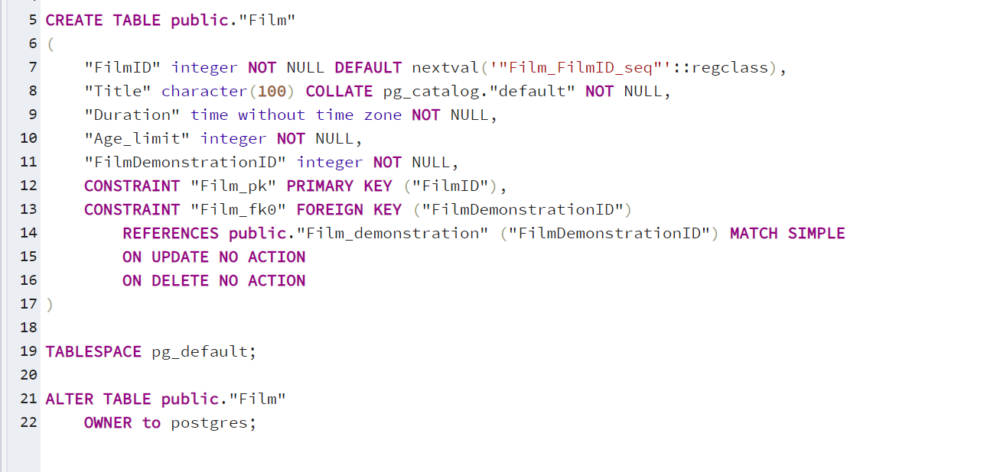 5 CREATE TABLE public."Film"
6 (
7     "FilmID" integer NOT NULL DEFAULT nextval('"Film_FilmID_seq"'::regclass),
8     "Title" character(100) COLLATE pg_catalog."default" NOT NULL,
9     "Duration" time without time zone NOT NULL,
10     "Age_limit" integer NOT NULL,
11     "FilmDemonstrationID" integer NOT NULL,
12     CONSTRAINT "Film_pk" PRIMARY KEY ("FilmID"),
13     CONSTRAINT "Film_fk0" FOREIGN KEY ("FilmDemonstrationID")
14         REFERENCES public."Film_demonstration" ("FilmDemonstrationID") MATCH SIMPLE
15         ON UPDATE NO ACTION
16         ON DELETE NO ACTION
17 )
18
19 TABLESPACE pg_default;
20
21 ALTER TABLE public."Film"
22     OWNER to postgres;